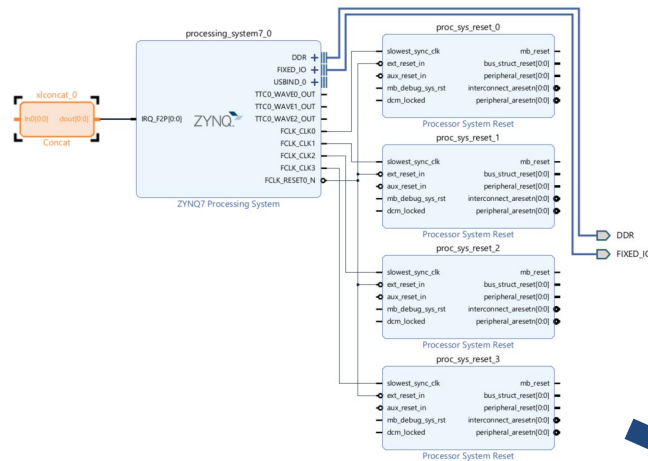 xlconcat_0
In0[0:0] dout[0:0]
Concat
processing_system7_0
DDR
FIXED_IO
USBIND_0
TTC0_WAVE0_OUT
TTC0_WAVE1_OUT
IRQ_F2P[0:0] ZYNQ TTC0_WAVE2_OUT
FCLK_CLK0
FCLK_CLK1
FCLK_CLK2
FCLK_CLK3
FCLK_RESET0_N
ZYNQ7 Processing System
proc_sys_reset_0
slowest_sync_clk mb_reset
ext_reset_in bus_struct_reset[0:0]
aux_reset_in peripheral_reset[0:0]
mb_debug_sys_rst interconnect_aresetn[0:0]
dcm_locked peripheral_aresetn[0:0]
Processor System Reset
proc_sys_reset_1
slowest_sync_clk mb_reset
ext_reset_in bus_struct_reset[0:0]
aux_reset_in peripheral_reset[0:0]
mb_debug_sys_rst interconnect_aresetn[0:0]
dcm_locked peripheral_aresetn[0:0]
Processor System Reset
proc_sys_reset_2
slowest_sync_clk mb_reset
ext_reset_in bus_struct_reset[0:0]
aux_reset_in peripheral_reset[0:0]
mb_debug_sys_rst interconnect_aresetn[0:0]
dcm_locked peripheral_aresetn[0:0]
Processor System Reset
proc_sys_reset_3
slowest_sync_clk mb_reset
ext_reset_in bus_struct_reset[0:0]
aux_reset_in peripheral_reset[0:0]
mb_debug_sys_rst interconnect_aresetn[0:0]
dcm_locked peripheral_aresetn[0:0]
Processor System Reset
DDR
FIXED_IO